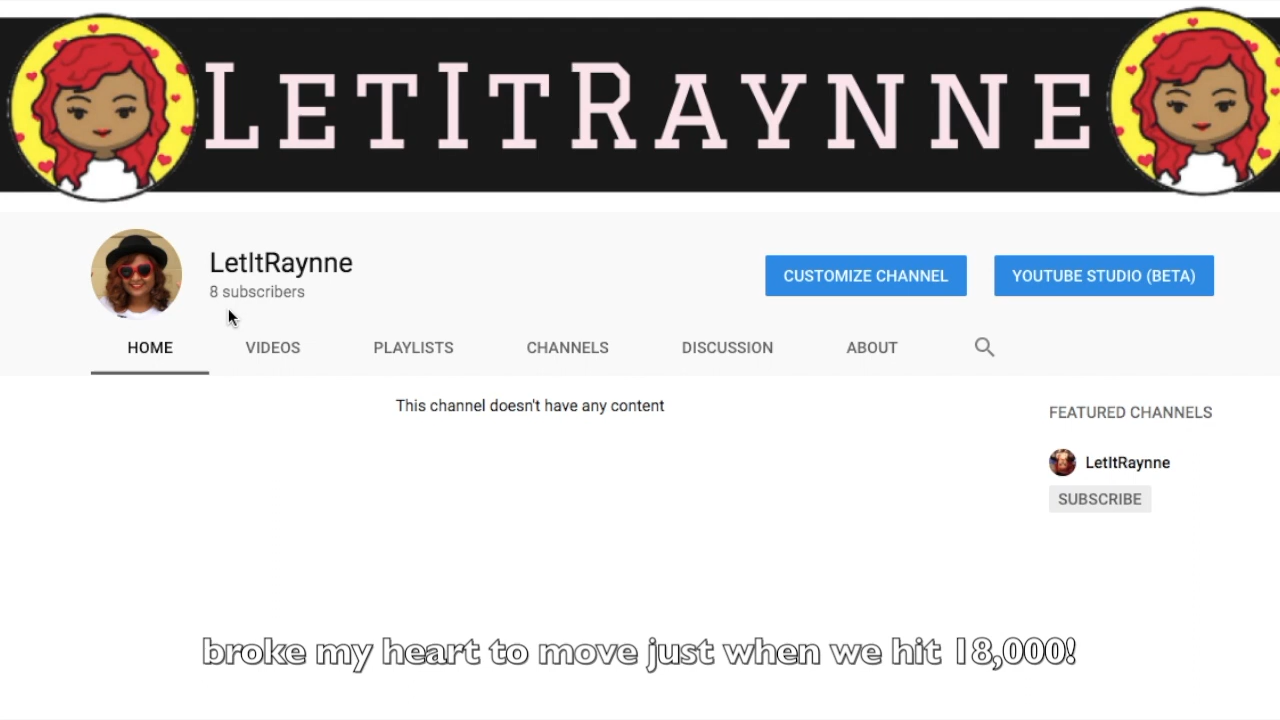 LETITRAYNNE
LetItRaynne
8 subscribers
CUSTOMIZE CHANNEL
YOUTUBE STUDIO (BETA)
HOME
VIDEOS
PLAYLISTS
CHANNELS
DISCUSSION
ABOUT
This channel doesn't have any content
FEATURED CHANNELS
LetItRaynne
SUBSCRIBE
broke my heart to move just when we hit 18,000!